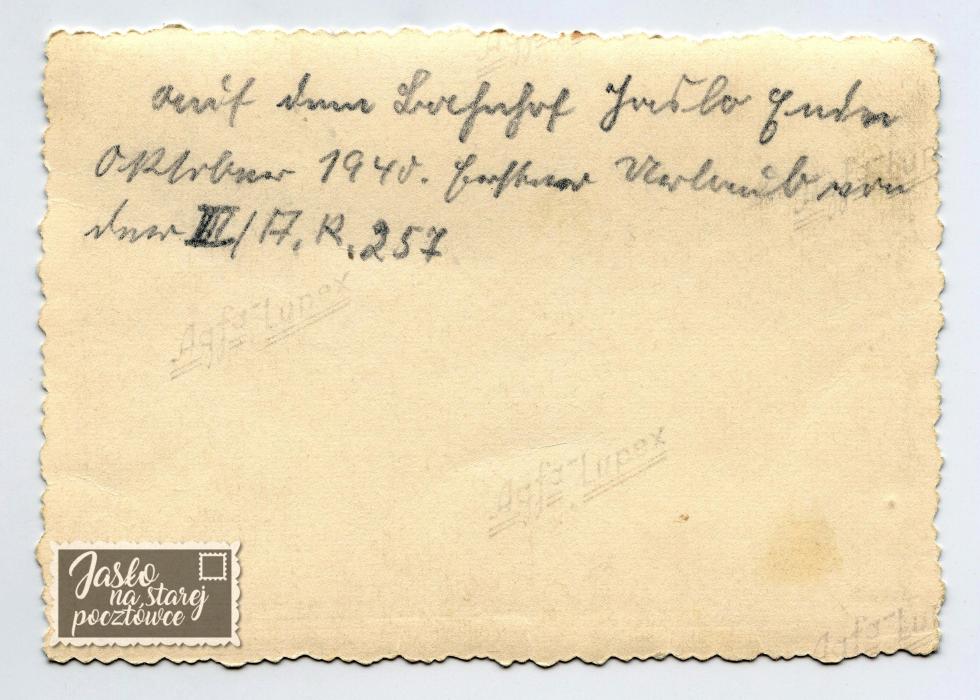 auf dem Bahnhof Jaslo Ende
Oktober 1940. Erster Urlaub von
der III/A.R.257
Agfa-Lupex
Agfa-Lupex
Jasło
na starej
pocztówce